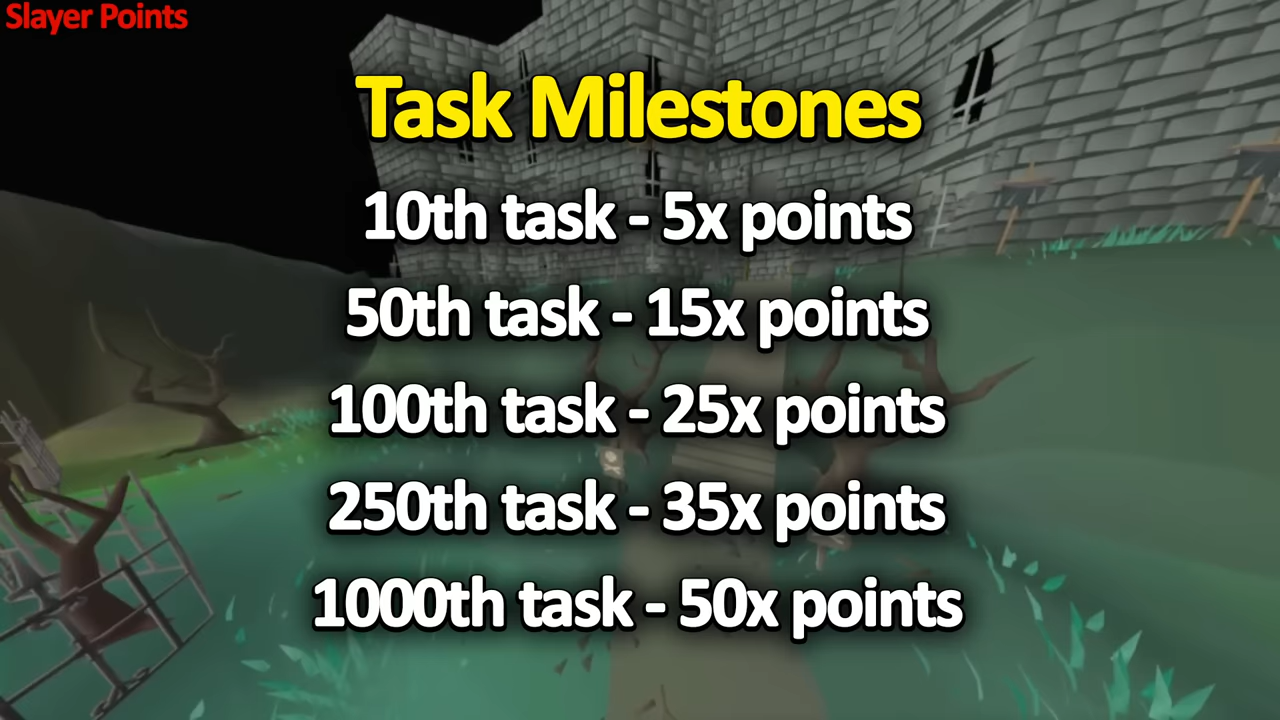 Slayer Points
Task Milestones
10th task - 5x points
50th task - 15x points
100th task - 25x points
250th task - 35x points
1000th task - 50x points